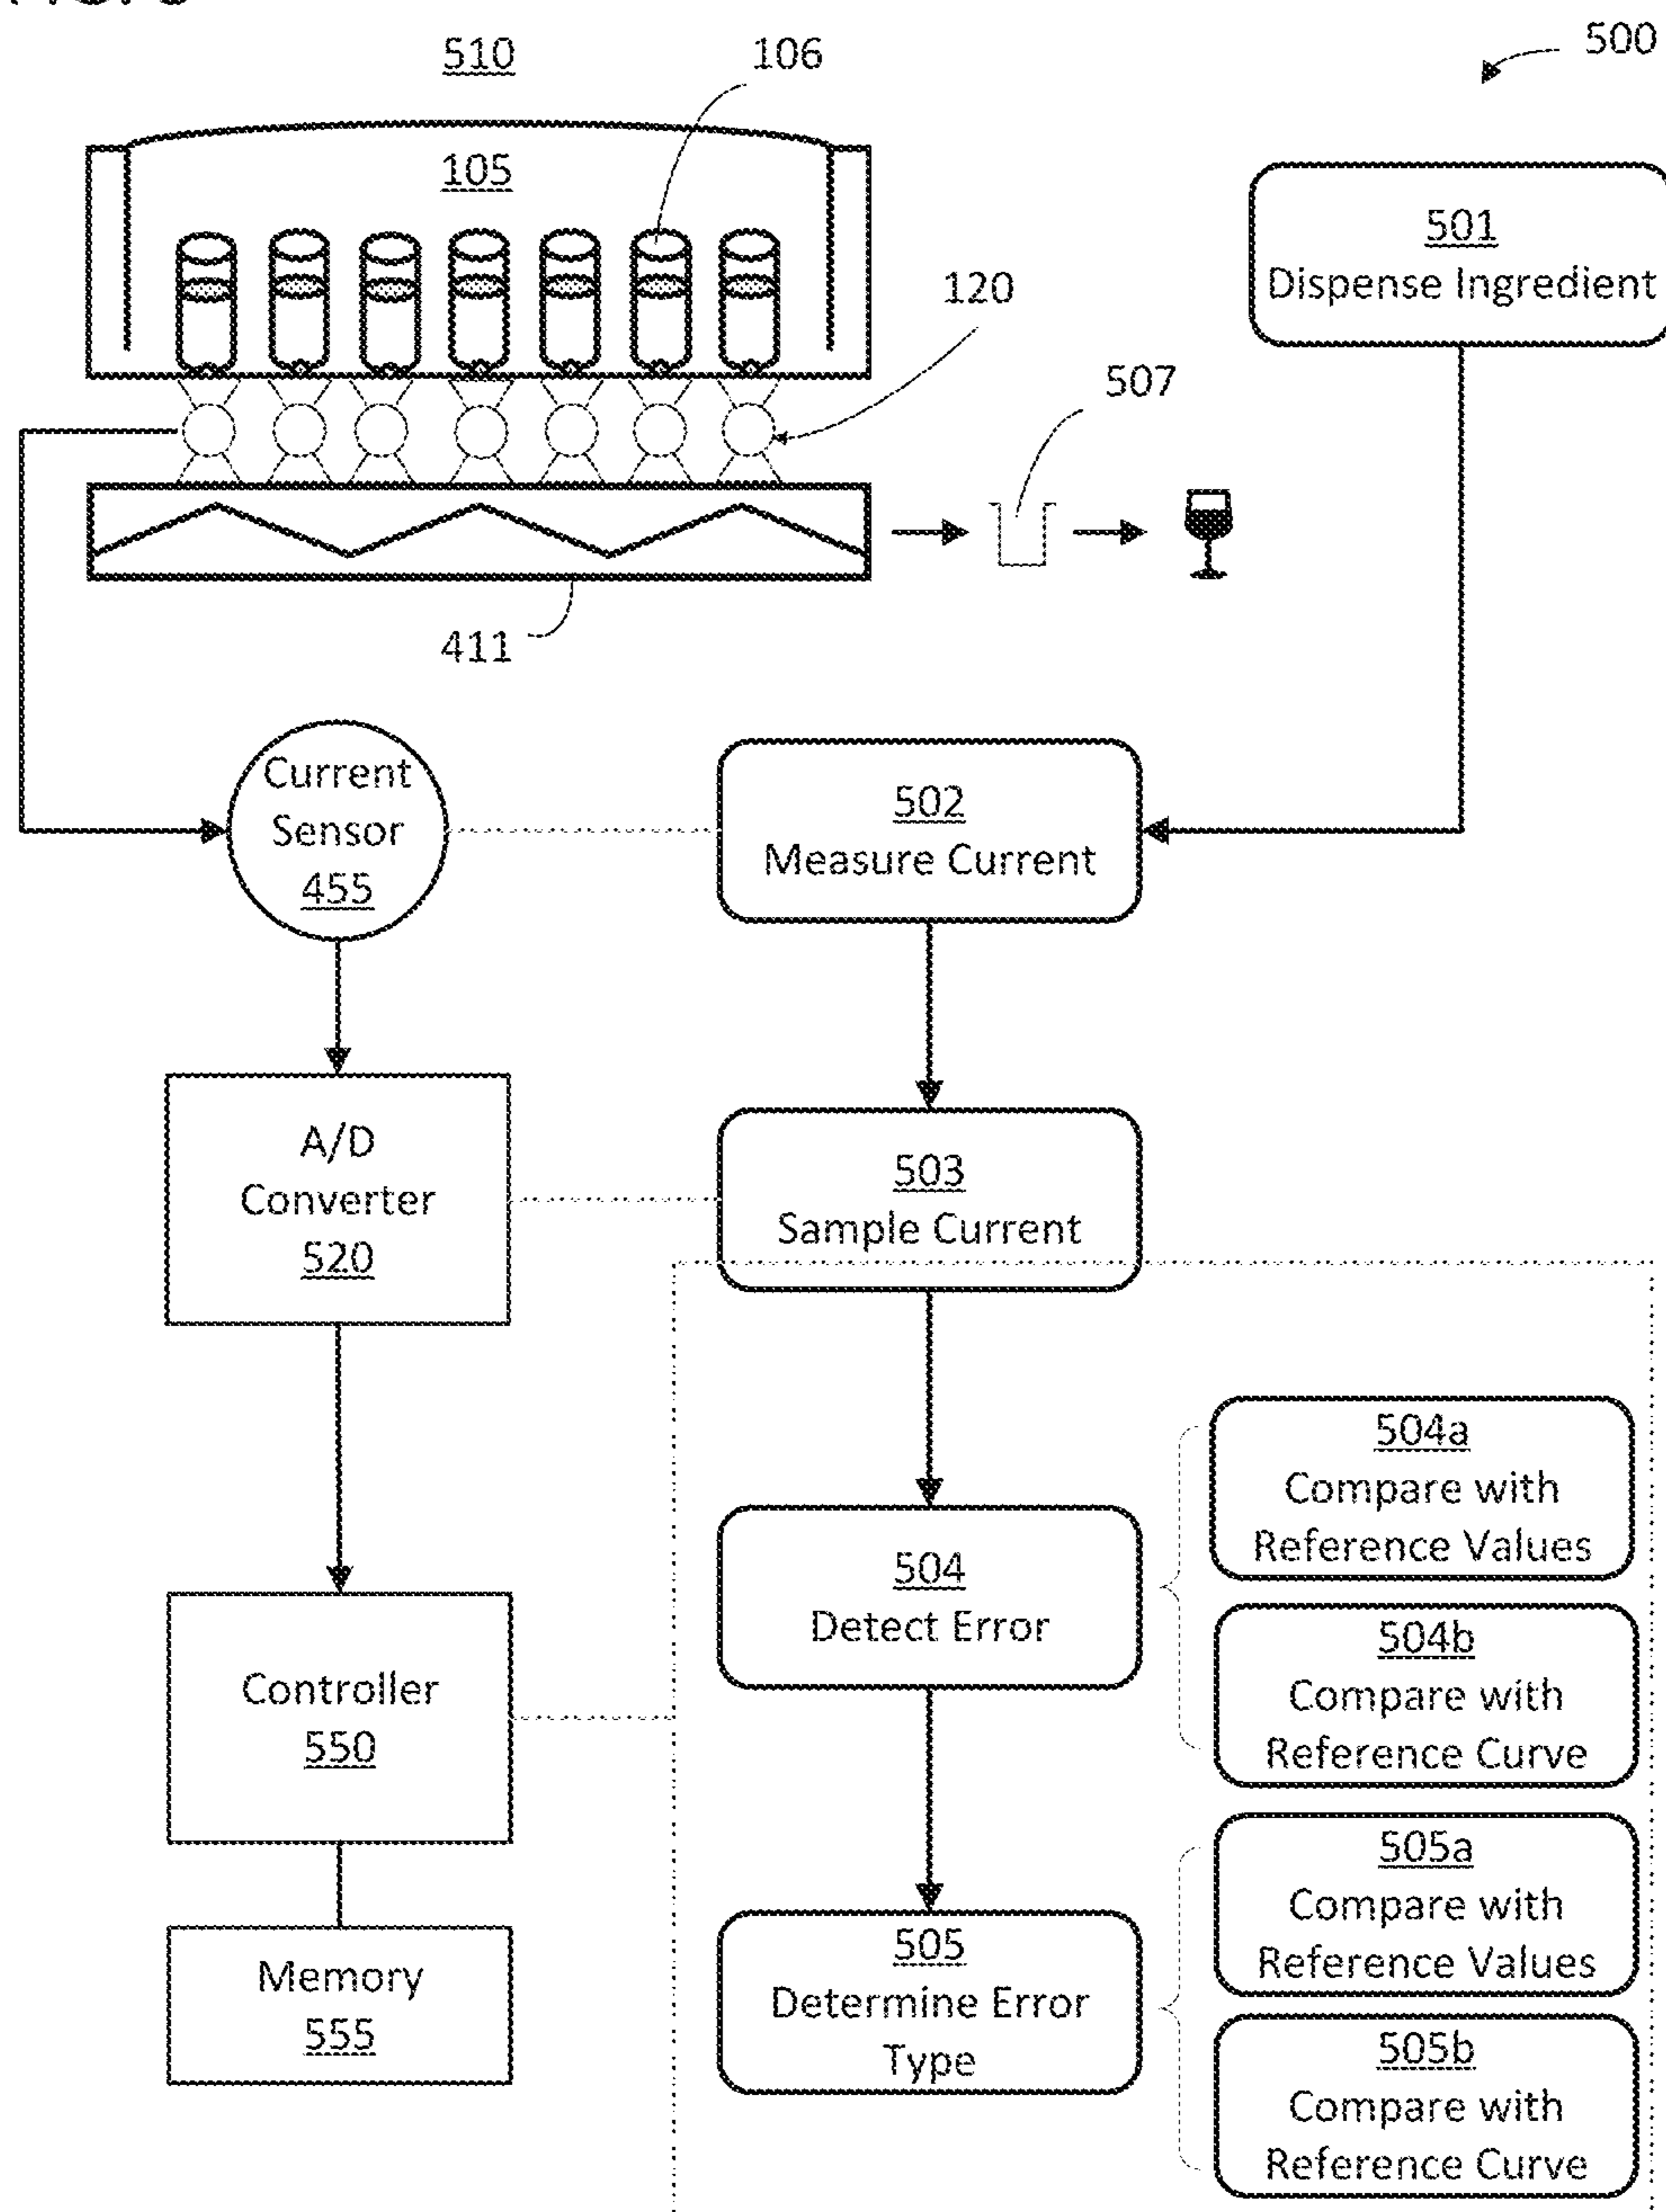 510
106
500
105
501
Dispense Ingredient
120
507
411
Current
Sensor
455
502
Measure Current
A/D
Converter
520
503
Sample Current
504a
Compare with
Reference Values
504
Detect Error
504b
Compare with
Reference Curve
Controller
550
505a
Compare with
Reference Values
505
Determine Error
Type
Memory
555
505b
Compare with
Reference Curve